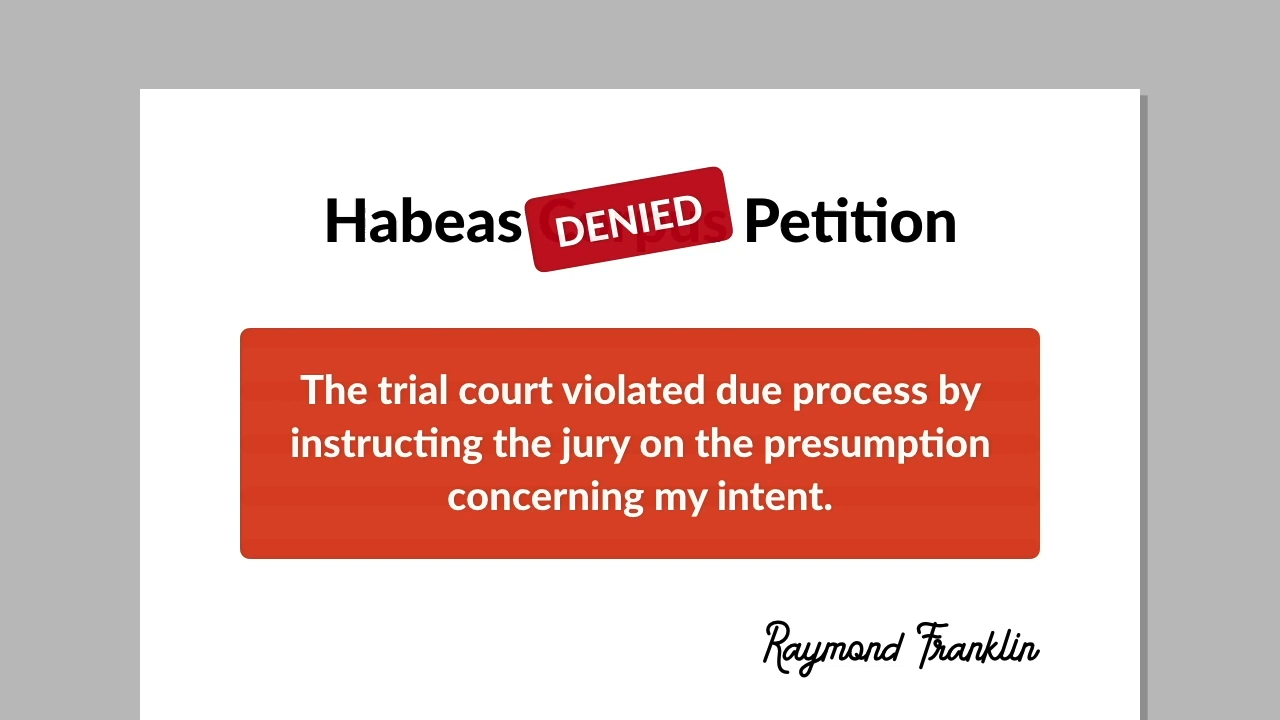 Habeas Corpus Petition
DENIED
The trial court violated due process by
instructing the jury on the presumption
concerning my intent.
Raymond Franklin